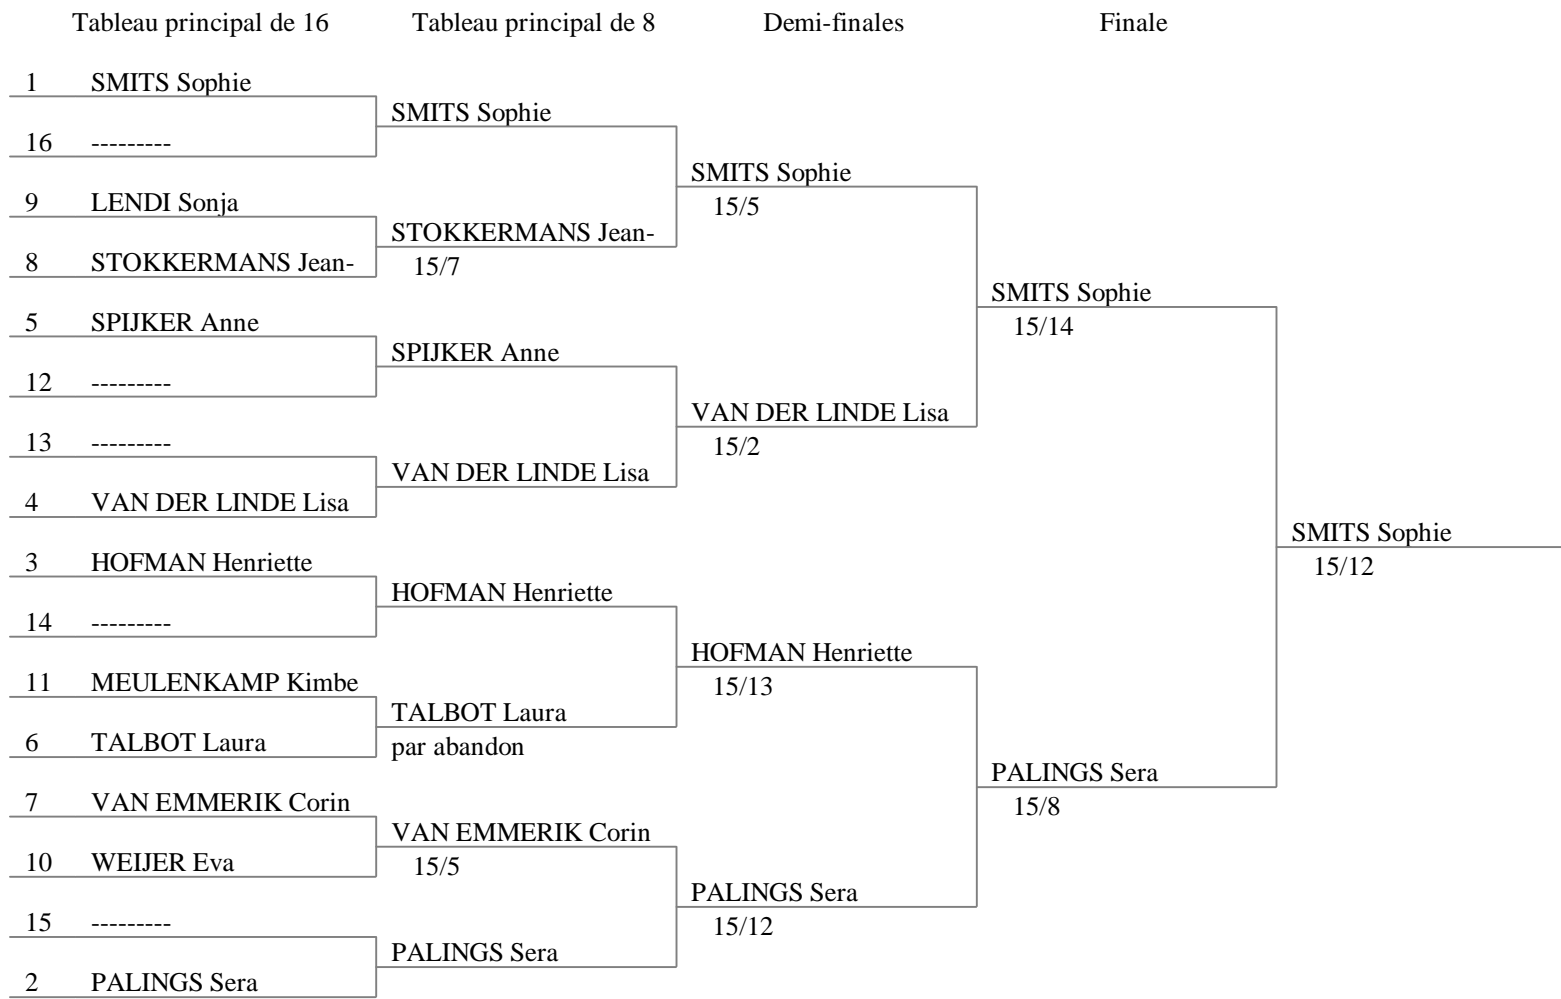 Tableau principal de 16 Tableau principal de 8 Demi-finales Finale
1 SMITS Sophie
SMITS Sophie
16 ---------
SMITS Sophie
15/5
9 LENDI Sonja
STOKKERMANS Jean-
15/7
8 STOKKERMANS Jean-
SMITS Sophie
15/14
5 SPIJKER Anne
SPIJKER Anne
12 ---------
VAN DER LINDE Lisa
15/2
13 ---------
VAN DER LINDE Lisa
4 VAN DER LINDE Lisa
SMITS Sophie
15/12
3 HOFMAN Henriette
HOFMAN Henriette
14 ---------
HOFMAN Henriette
15/13
11 MEULENKAMP Kimbe
TALBOT Laura
par abandon
6 TALBOT Laura
PALINGS Sera
15/8
7 VAN EMMERIK Corin
VAN EMMERIK Corin
15/5
10 WEIJER Eva
PALINGS Sera
15/12
15 ---------
PALINGS Sera
2 PALINGS Sera